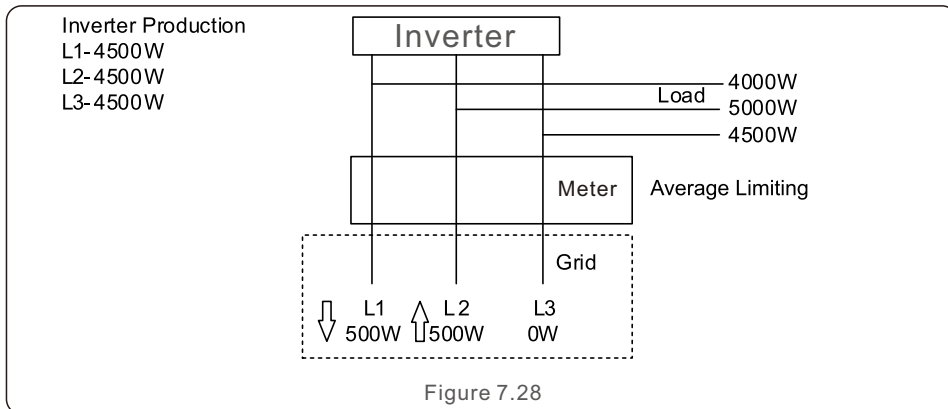 Inverter Production
L1-4500W
L2-4500W
L3-4500W
Inverter
4000W
Load
5000W
4500W
Meter
Average Limiting
Grid
L1
500W
L2
500W
L3
0W
Figure 7.28